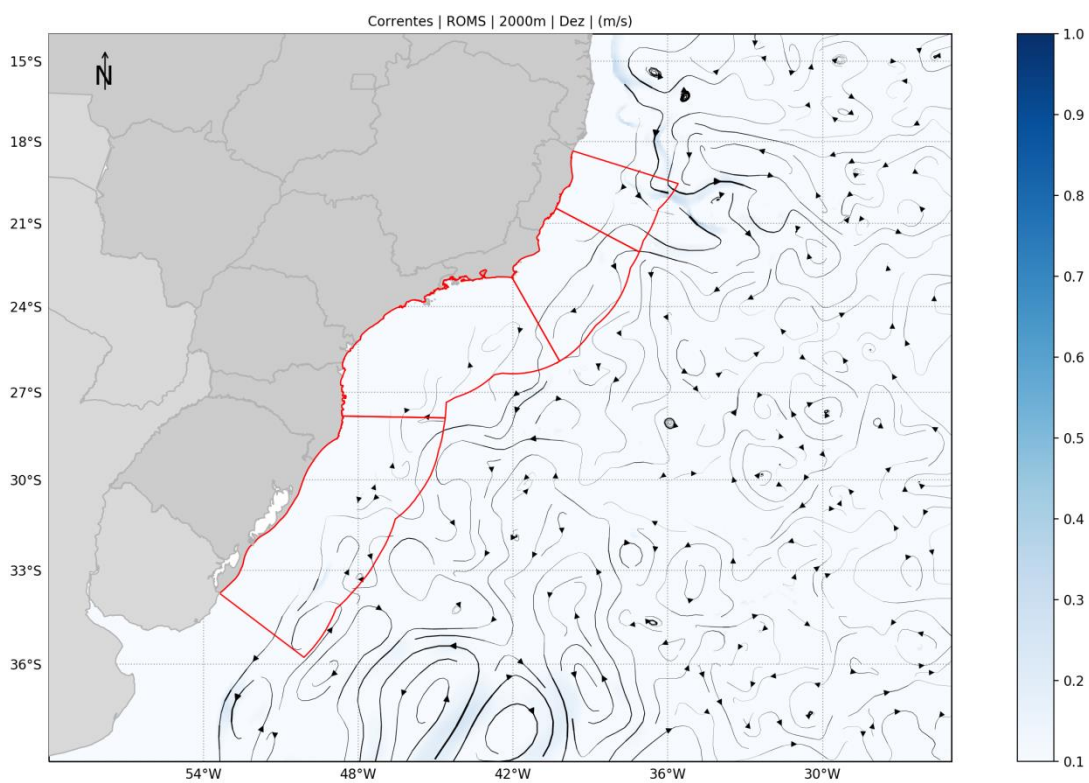 Correntes | ROMS | 2000m | Dez | (m/s)
N
15°S
18°S
21°S
24°S
27°S
30°S
33°S
36°S
54°W
48°W
42°W
36°W
30°W
1.0
0.9
0.8
0.7
0.6
0.5
0.4
0.3
0.2
0.1